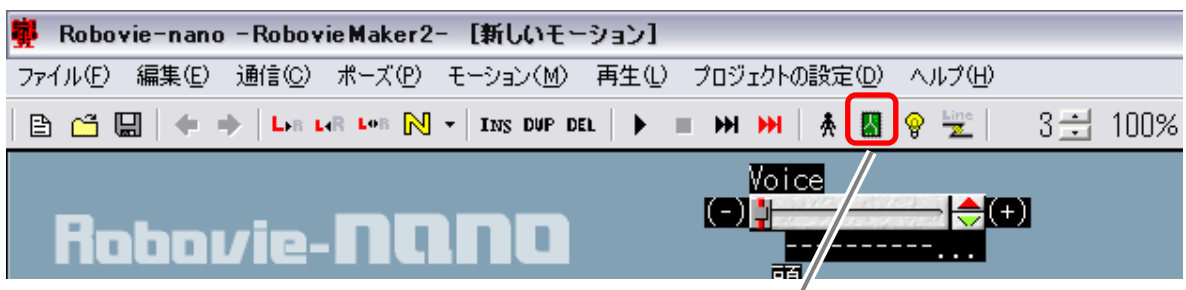 Robovie-nano -RobovieMaker2- [新しいモーション]
ファイル(F) 編集(E) 通信(C) ポーズ(P) モーション(M) 再生(L) プロジェクトの設定(D) ヘルプ(H)
L▶R L◀R L◆R N INS DUP DEL Line 3 100%
Voice
(-) (+)
Robovie-nano
----------...
頭